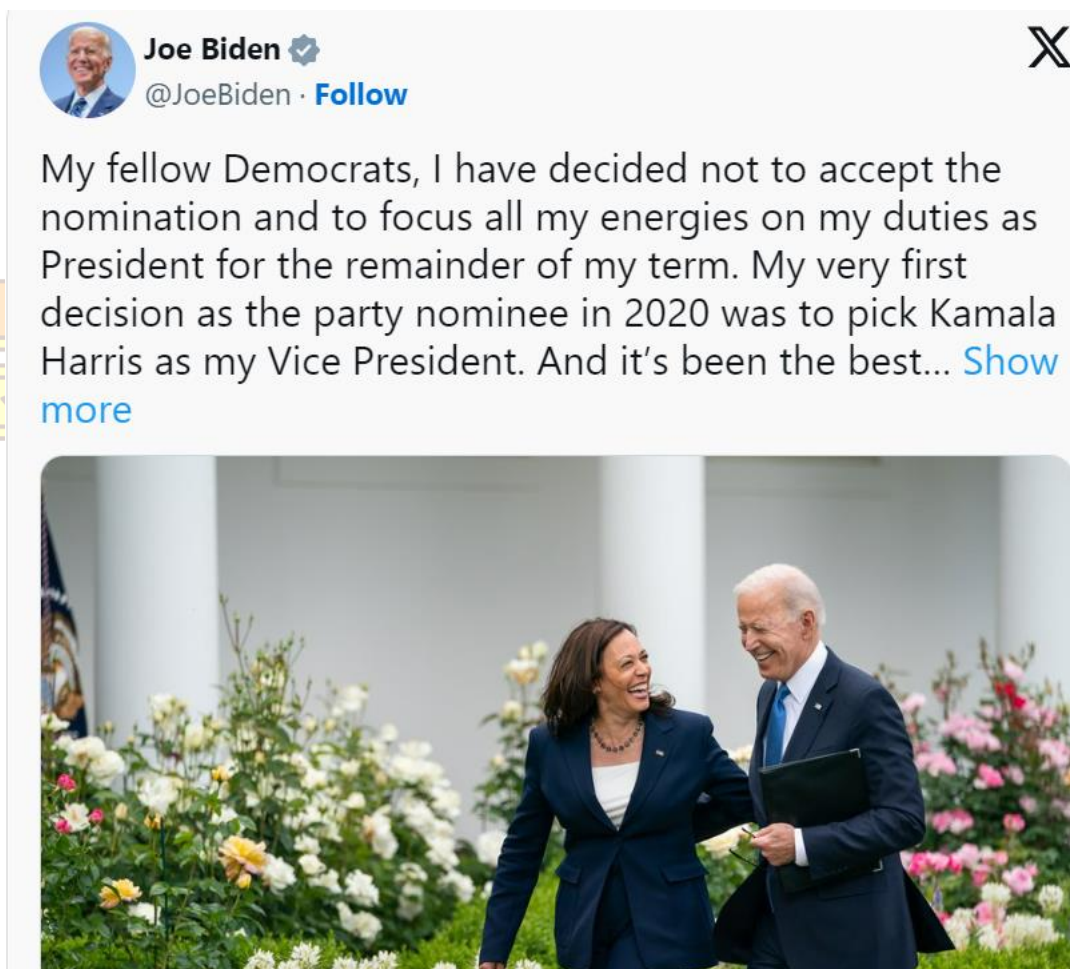 Joe Biden
@JoeBiden · Follow
My fellow Democrats, I have decided not to accept the
nomination and to focus all my energies on my duties as
President for the remainder of my term. My very first
decision as the party nominee in 2020 was to pick Kamala
Harris as my Vice President. And it’s been the best... Show
more